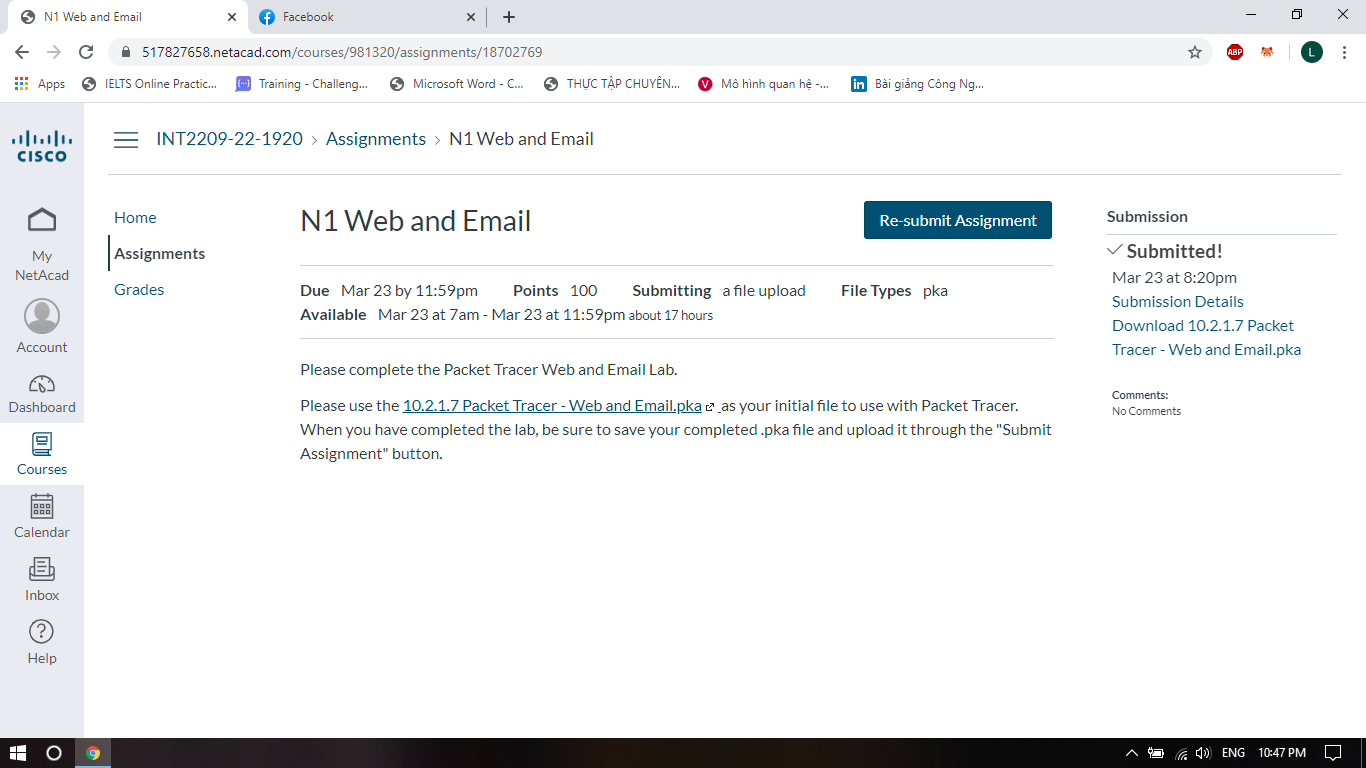 N1 Web and Email
Facebook
517827658.netacad.com/courses/981320/assignments/18702769
ABP
L
Apps
IELTS Online Practic...
Training - Challeng...
Microsoft Word - C...
THỰC TẬP CHUYÊN...
Mô hình quan hệ -...
Bài giảng Công Ng...
CISCO
INT2209-22-1920 > Assignments > N1 Web and Email
My NetAcad
Account
Dashboard
Courses
Calendar
Inbox
Help
Home
Assignments
Grades
N1 Web and Email
Re-submit Assignment
Due Mar 23 by 11:59pm Points 100 Submitting a file upload File Types pka
Available Mar 23 at 7am - Mar 23 at 11:59pm about 17 hours
Please complete the Packet Tracer Web and Email Lab.
Please use the 10.2.1.7 Packet Tracer - Web and Email.pka as your initial file to use with Packet Tracer.
When you have completed the lab, be sure to save your completed .pka file and upload it through the "Submit
Assignment" button.
Submission
Submitted!
Mar 23 at 8:20pm
Submission Details
Download 10.2.1.7 Packet
Tracer - Web and Email.pka
Comments:
No Comments
ENG
10:47 PM